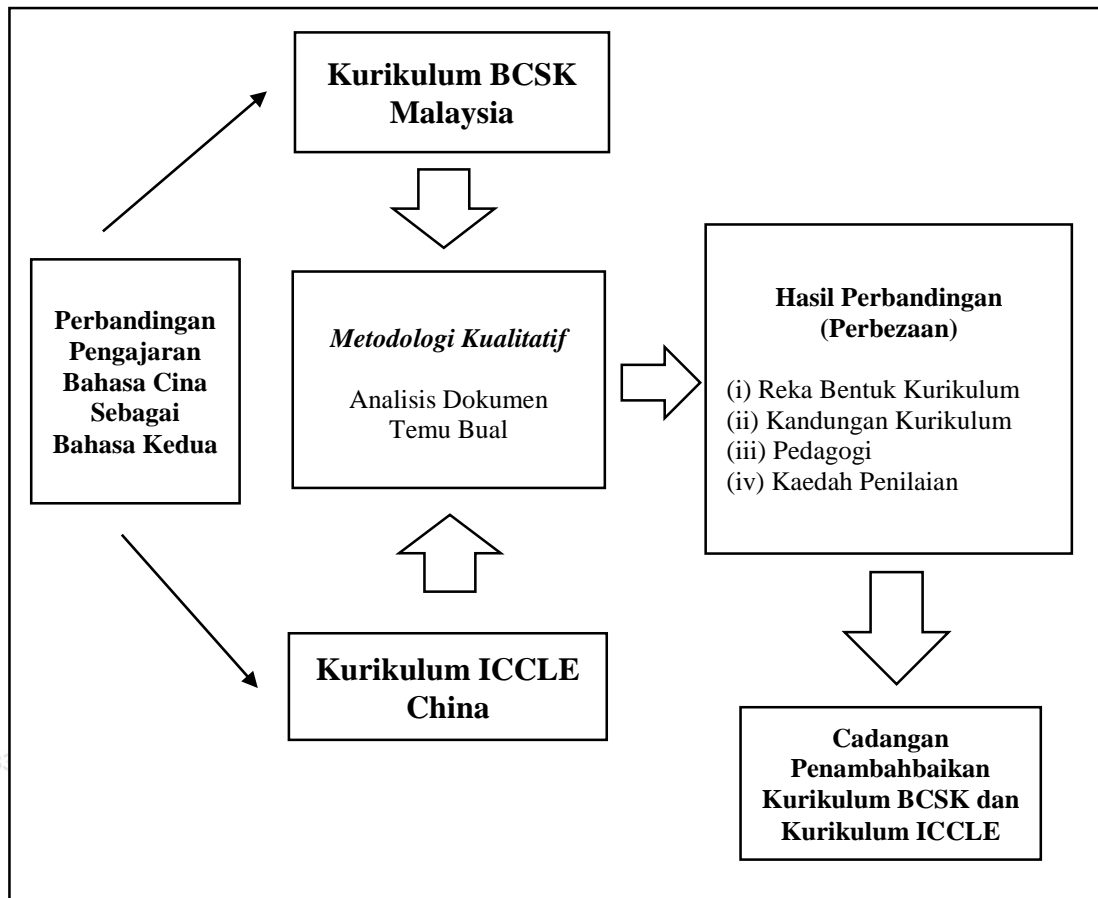 Kurikulum BCSK
Malaysia
Perbandingan
Pengajaran
Bahasa Cina
Sebagai
Bahasa Kedua
Metodologi Kualitatif
Analisis Dokumen
Temu Bual
Hasil Perbandingan
(Perbezaan)
(i) Reka Bentuk Kurikulum
(ii) Kandungan Kurikulum
(iii) Pedagogi
(iv) Kaedah Penilaian
Kurikulum ICCLE
China
Cadangan
Penambahbaikan
Kurikulum BCSK dan
Kurikulum ICCLE